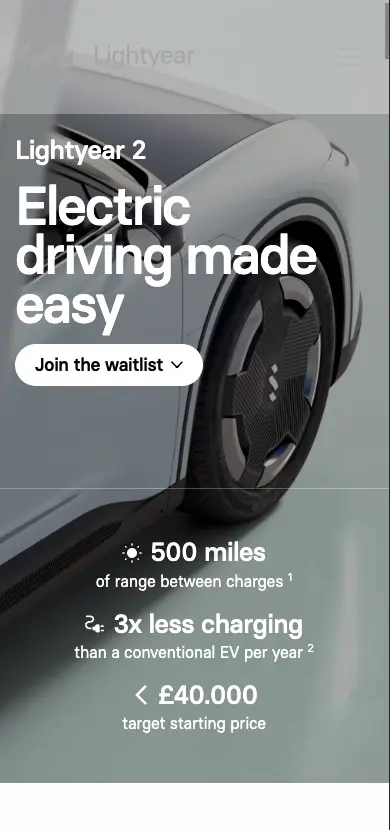 Lightyear
Lightyear 2
Electric
driving made
easy
Join the waitlist
500 miles
of range between charges ¹
3x less charging
than a conventional EV per year ²
< £40.000
target starting price